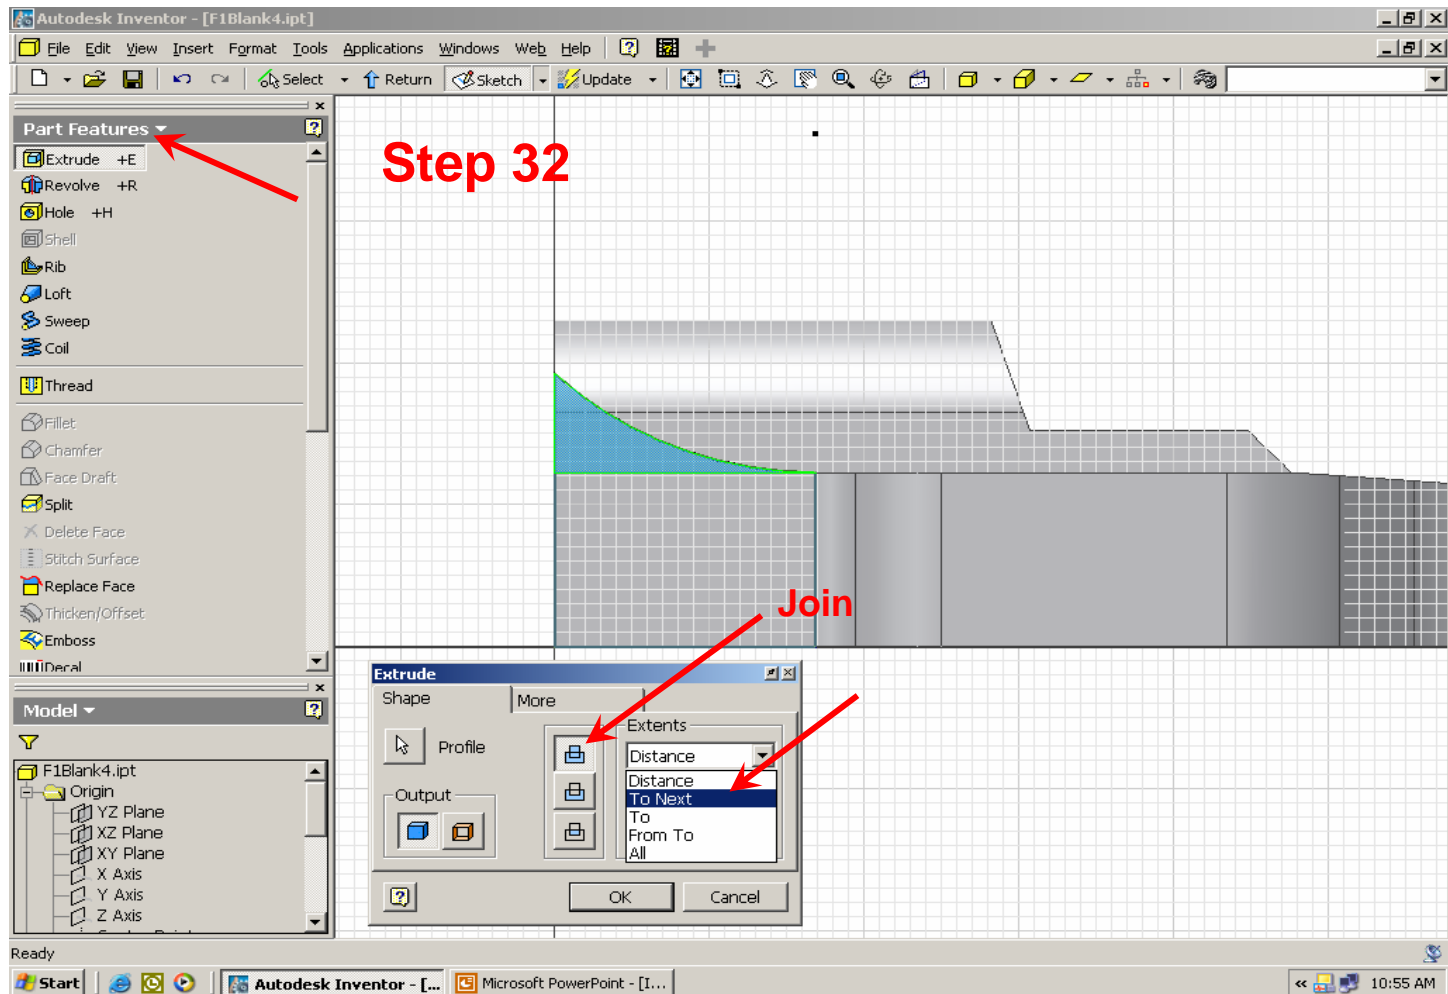 Autodesk Inventor - [F1Blank4.ipt]
File Edit View Insert Format Tools Applications Windows Web Help
Select Return Sketch Update
Part Features
Extrude +E
Revolve +R
Hole +H
Shell
Rib
Loft
Sweep
Coil
Thread
Fillet
Chamfer
Face Draft
Split
Delete Face
Stitch Surface
Replace Face
Thicken/Offset
Emboss
Decal
Step 32
Join
Model
F1Blank4.ipt
Origin
YZ Plane
XZ Plane
XY Plane
X Axis
Y Axis
Z Axis
Extrude
Shape More
Profile
Output
Extents
Distance
Distance
To Next
To
From To
All
OK Cancel
Ready
Start Autodesk Inventor - [... Microsoft PowerPoint - [I... « 10:55 AM